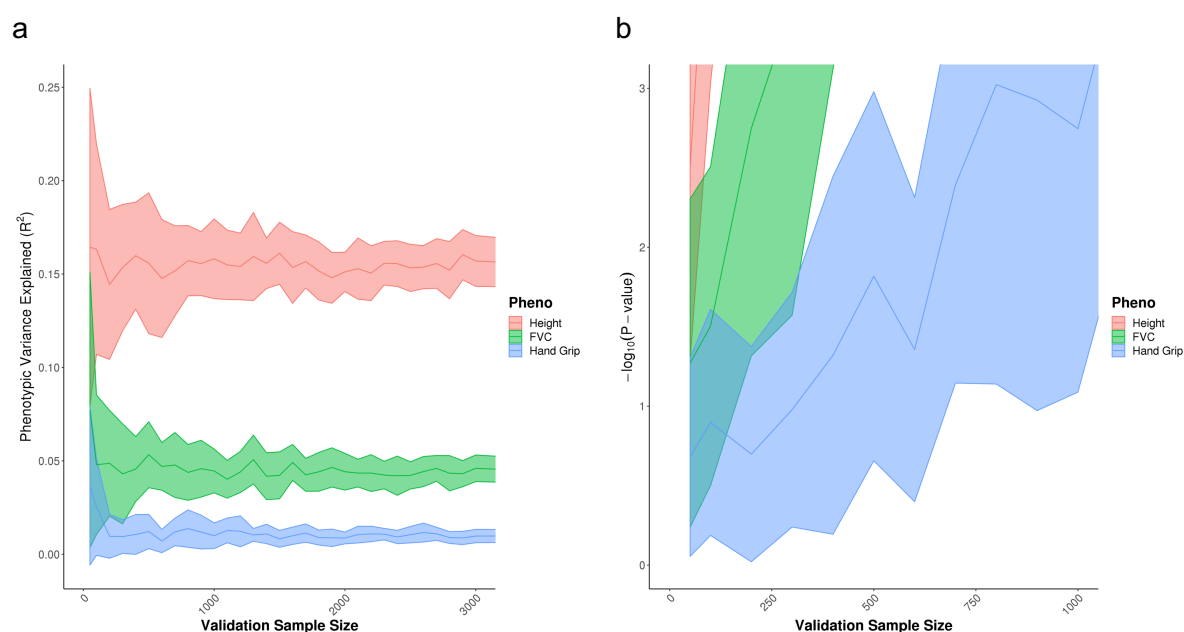 a
Phenotypic Variance Explained (R²)
0.25
0.20
0.15
0.10
0.05
0.00
0
1000
2000
3000
Validation Sample Size
Pheno
Height
FVC
Hand Grip
b
−log₁₀(P−value)
3
2
1
0
0
250
500
750
1000
Validation Sample Size
Pheno
Height
FVC
Hand Grip